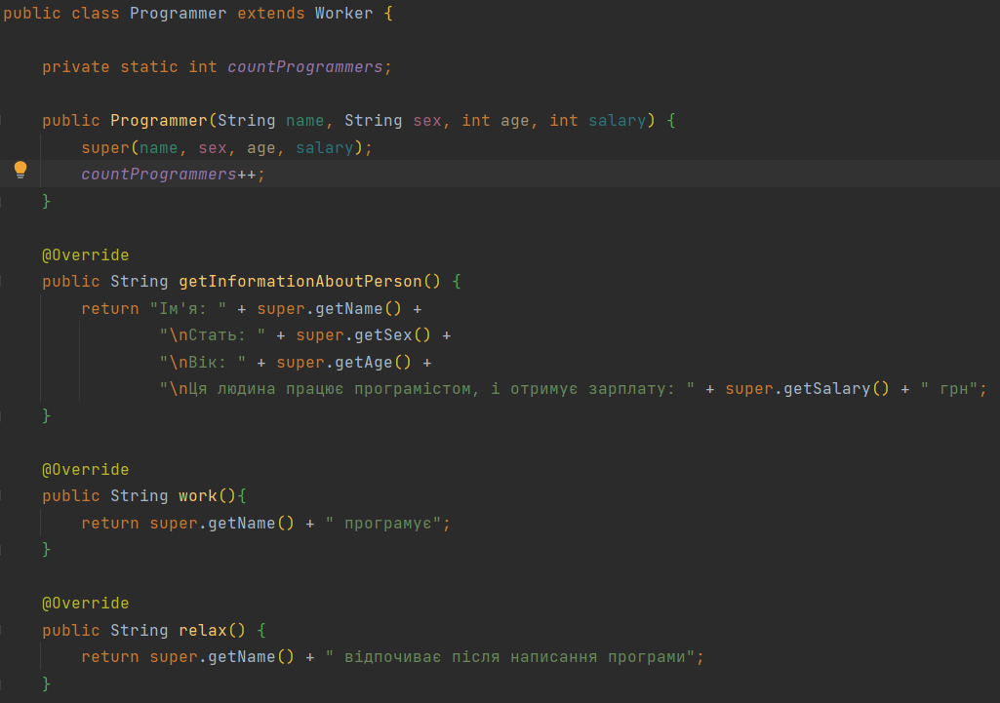 public class Programmer extends Worker {
private static int countProgrammers;
public Programmer(String name, String sex, int age, int salary) {
super(name, sex, age, salary);
countProgrammers++;
}
@Override
public String getInformationAboutPerson() {
return "Ім'я: " + super.getName() +
"\nСтать: " + super.getSex() +
"\nВік: " + super.getAge() +
"\nЦя людина працює програмістом, і отримує зарплату: " + super.getSalary() + " грн";
}
@Override
public String work(){
return super.getName() + " програмує";
}
@Override
public String relax() {
return super.getName() + " відпочиває після написання програми";
}